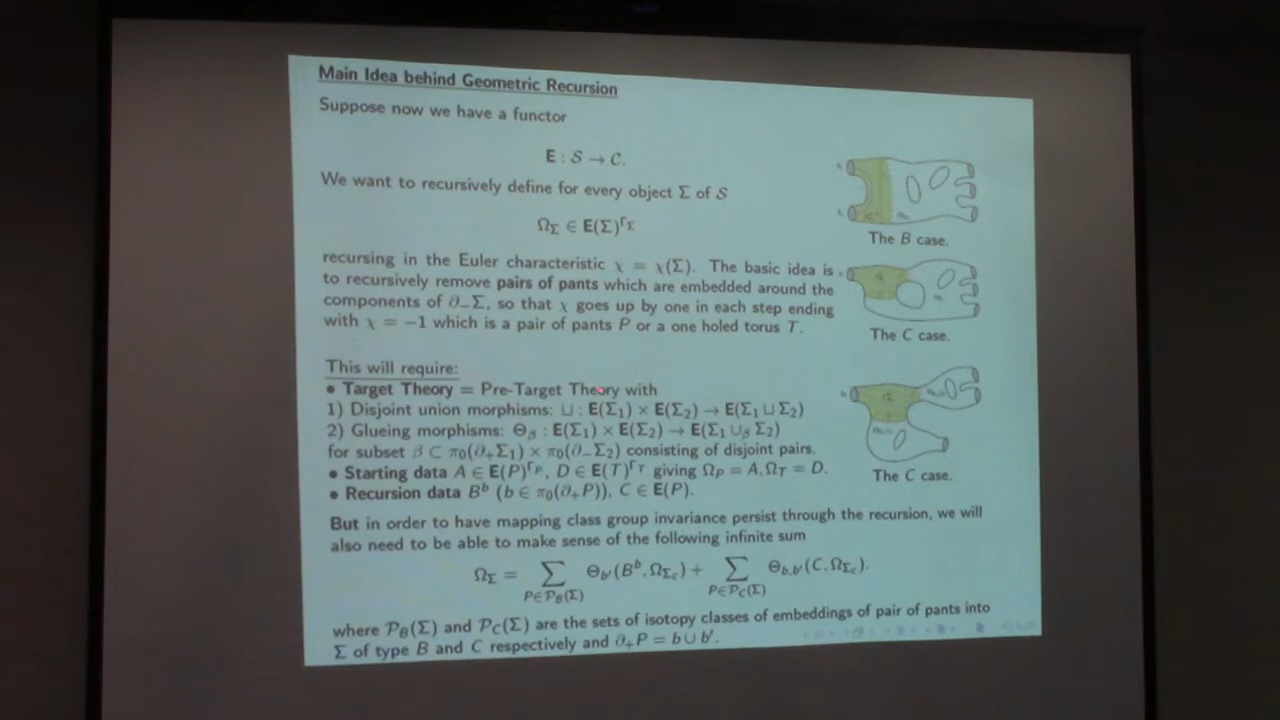 Main Idea behind Geometric Recursion
Suppose now we have a functor
E : S → C.
We want to recursively define for every object Σ of S
Ω_Σ ∈ E(Σ)^{Γ_Σ}
recursing in the Euler characteristic χ = χ(Σ). The basic idea is
to recursively remove pairs of pants which are embedded around the
components of ∂₋Σ, so that χ goes up by one in each step ending
with χ = −1 which is a pair of pants P or a one holed torus T.
The B case.
The C case.
The C case.
This will require:
• Target Theory = Pre-Target Theory with
1) Disjoint union morphisms: ⊔ : E(Σ₁) × E(Σ₂) → E(Σ₁ ⊔ Σ₂)
2) Glueing morphisms: Θ_β : E(Σ₁) × E(Σ₂) → E(Σ₁ ∪_β Σ₂)
for subset β ⊂ π₀(∂₊Σ₁) × π₀(∂₋Σ₂) consisting of disjoint pairs.
• Starting data A ∈ E(P)^{Γ_P}, D ∈ E(T)^{Γ_T} giving Ω_P = A, Ω_T = D.
• Recursion data B^b (b ∈ π₀(∂₊P)), C ∈ E(P).
But in order to have mapping class group invariance persist through the recursion, we will
also need to be able to make sense of the following infinite sum
Ω_Σ = ∑_{P∈P_B(Σ)} Θ_{b'}(B^b, Ω_{Σ_c}) + ∑_{P∈P_C(Σ)} Θ_{b,b'}(C, Ω_{Σ_c}).
where P_B(Σ) and P_C(Σ) are the sets of isotopy classes of embeddings of pair of pants into
Σ of type B and C respectively and ∂₊P = b ∪ b'.